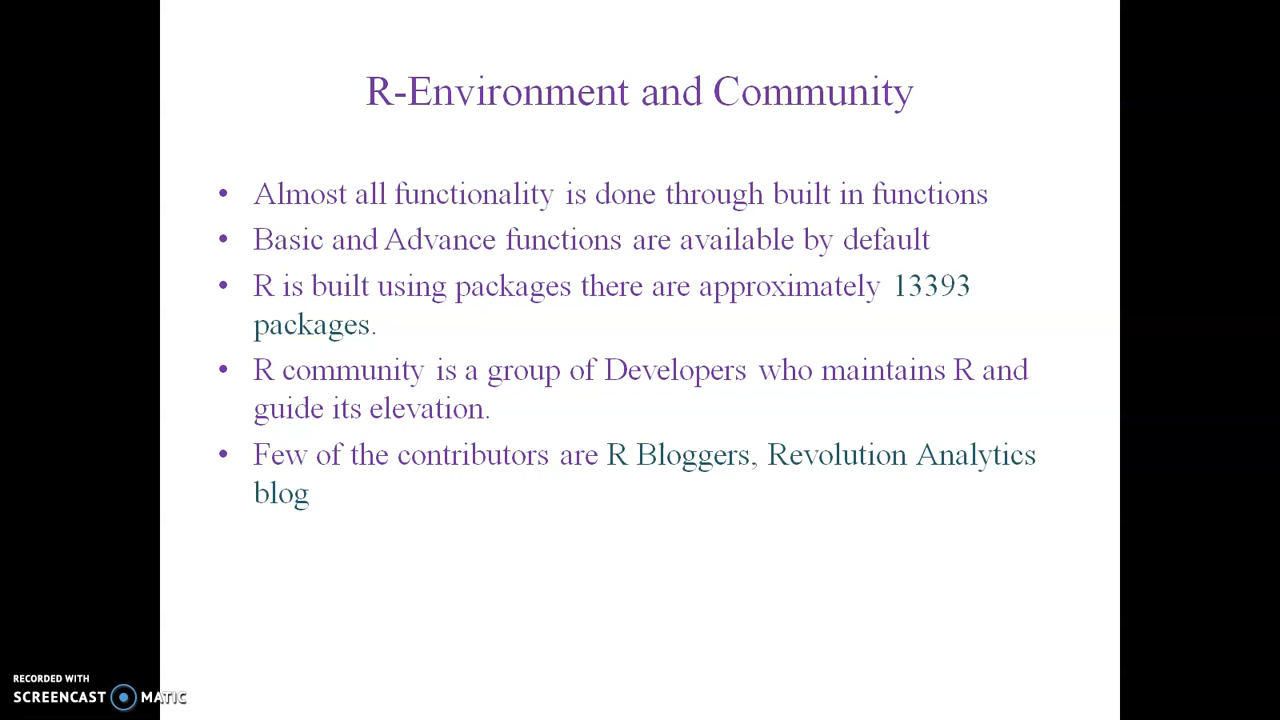 R-Environment and Community
• Almost all functionality is done through built in functions
• Basic and Advance functions are available by default
• R is built using packages there are approximately 13393
packages.
• R community is a group of Developers who maintains R and
guide its elevation.
• Few of the contributors are R Bloggers, Revolution Analytics
blog
RECORDED WITH
SCREENCAST MATIC